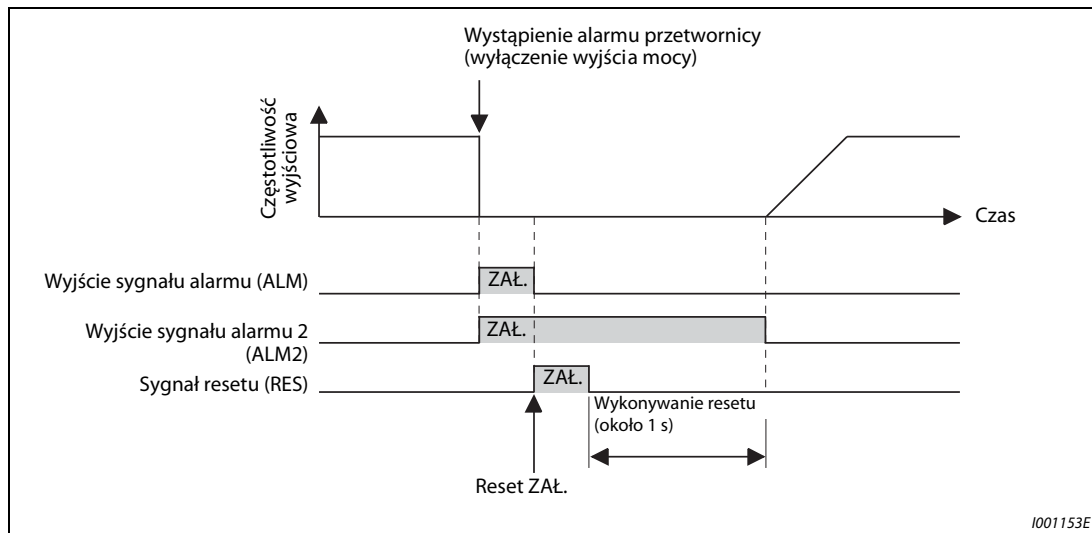 Wystąpienie alarmu przetwornicy
(wyłączenie wyjścia mocy)
Częstotliwość
wyjściowa
Czas
Wyjście sygnału alarmu (ALM)
ZAŁ.
Wyjście sygnału alarmu 2
(ALM2)
ZAŁ.
Sygnał resetu (RES)
ZAŁ.
Wykonywanie resetu
(około 1 s)
Reset ZAŁ.
I001153E